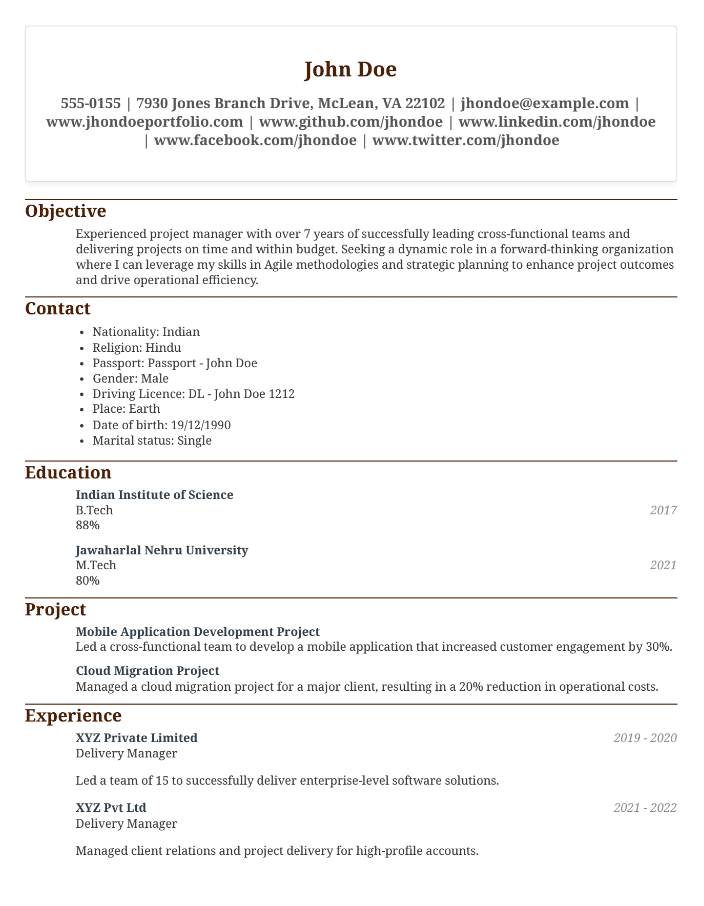 John Doe
555-0155 | 7930 Jones Branch Drive, McLean, VA 22102 | jhondoe@example.com |
www.jhondoeportfolio.com | www.github.com/jhondoe | www.linkedin.com/jhondoe
| www.facebook.com/jhondoe | www.twitter.com/jhondoe
Objective
Experienced project manager with over 7 years of successfully leading cross-functional teams and
delivering projects on time and within budget. Seeking a dynamic role in a forward-thinking organization
where I can leverage my skills in Agile methodologies and strategic planning to enhance project outcomes
and drive operational efficiency.
Contact
• Nationality: Indian
• Religion: Hindu
• Passport: Passport - John Doe
• Gender: Male
• Driving Licence: DL - John Doe 1212
• Place: Earth
• Date of birth: 19/12/1990
• Marital status: Single
Education
Indian Institute of Science
B.Tech 2017
88%
Jawaharlal Nehru University
M.Tech 2021
80%
Project
Mobile Application Development Project
Led a cross-functional team to develop a mobile application that increased customer engagement by 30%.
Cloud Migration Project
Managed a cloud migration project for a major client, resulting in a 20% reduction in operational costs.
Experience
XYZ Private Limited 2019 - 2020
Delivery Manager
Led a team of 15 to successfully deliver enterprise-level software solutions.
XYZ Pvt Ltd 2021 - 2022
Delivery Manager
Managed client relations and project delivery for high-profile accounts.